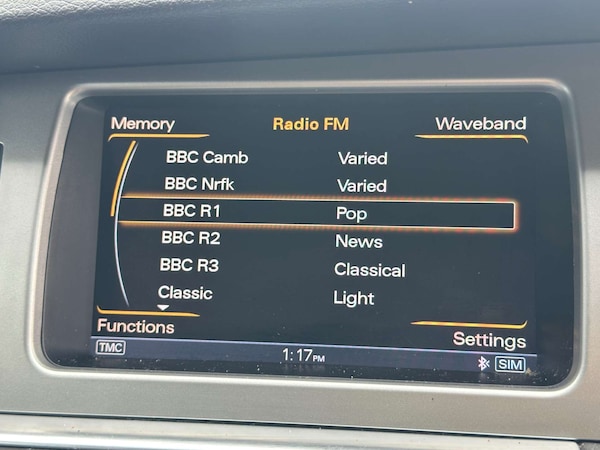 Memory Radio FM Waveband
BBC Camb Varied
BBC Nrfk Varied
BBC R1 Pop
BBC R2 News
BBC R3 Classical
Classic Light
Functions Settings
TMC 1:17PM SIM